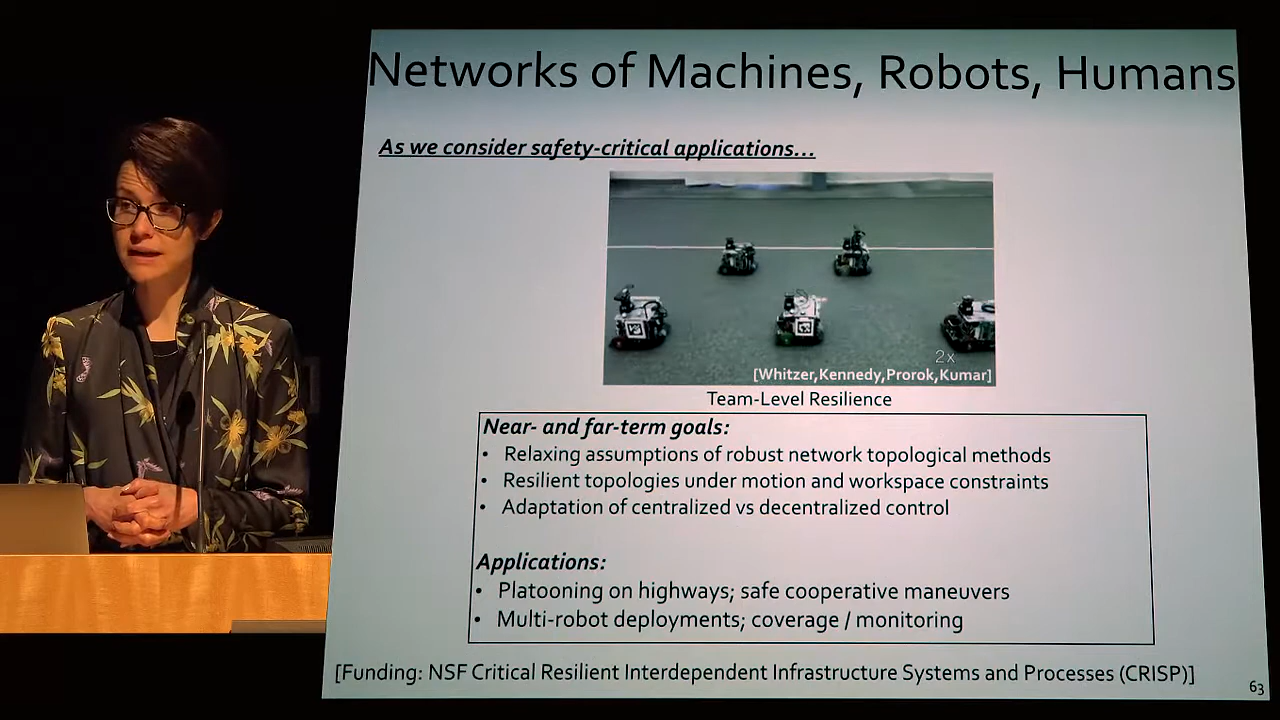 Networks of Machines, Robots, Humans
As we consider safety-critical applications...
2x
[Whitzer,Kennedy,Prorok,Kumar]
Team-Level Resilience
Near- and far-term goals:
• Relaxing assumptions of robust network topological methods
• Resilient topologies under motion and workspace constraints
• Adaptation of centralized vs decentralized control
Applications:
• Platooning on highways; safe cooperative maneuvers
• Multi-robot deployments; coverage / monitoring
[Funding: NSF Critical Resilient Interdependent Infrastructure Systems and Processes (CRISP)]
63